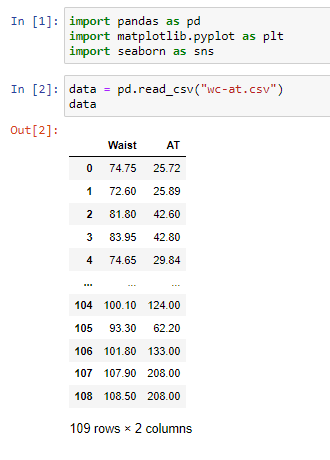 In [1]: import pandas as pd
import matplotlib.pyplot as plt
import seaborn as sns
In [2]: data = pd.read_csv("wc-at.csv")
data
Out[2]:
Waist AT
0 74.75 25.72
1 72.60 25.89
2 81.80 42.60
3 83.95 42.80
4 74.65 29.84
... ... ...
104 100.10 124.00
105 93.30 62.20
106 101.80 133.00
107 107.90 208.00
108 108.50 208.00
109 rows × 2 columns